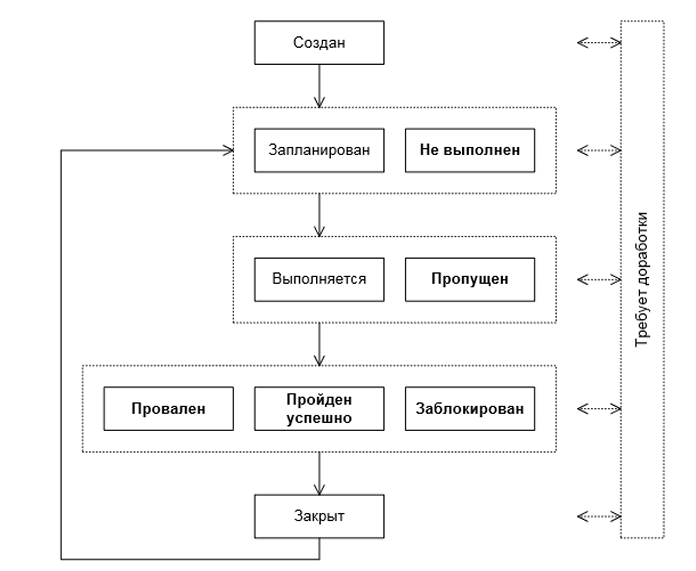 Создан
Запланирован
Не выполнен
Выполняется
Пропущен
Провален
Пройден
успешно
Заблокирован
Закрыт
Требует доработки